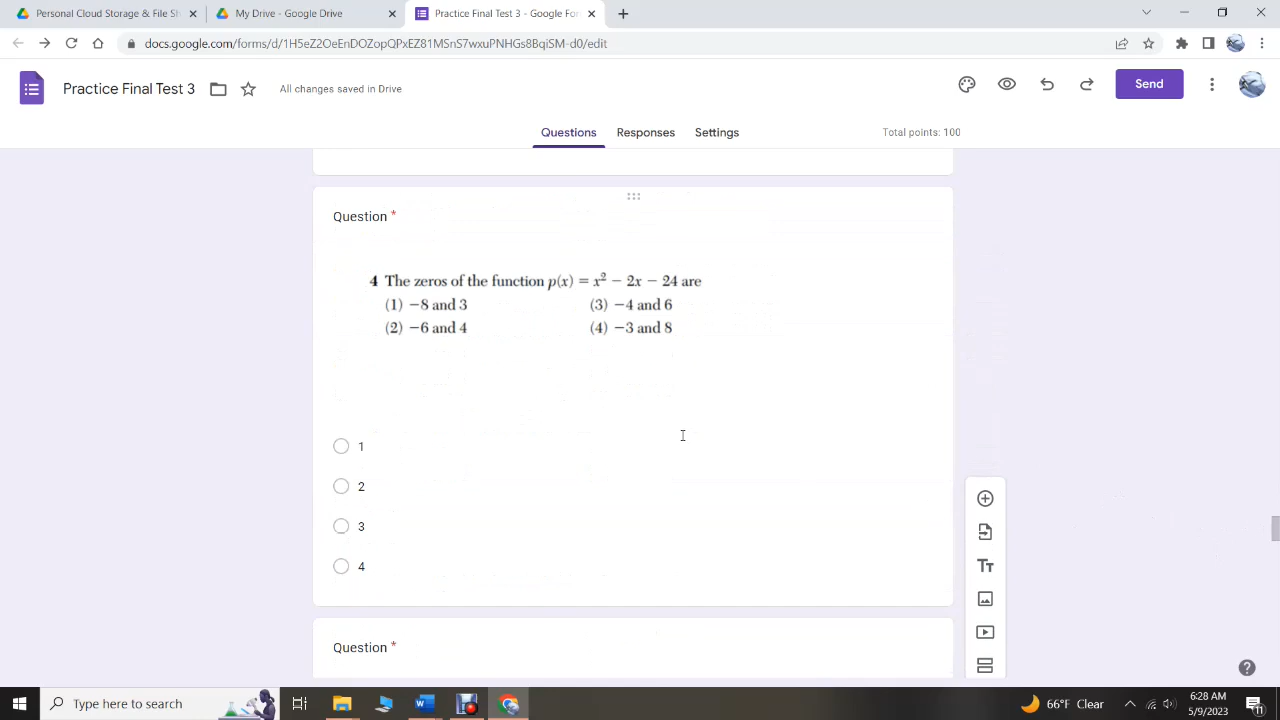 Personal Cloud Storage & File Sh
My Drive - Google Drive
Practice Final Test 3 - Google For
docs.google.com/forms/d/1H5eZ2OeEnDOZopQPxEZ81MSnS7wxuPNHGs8BqiSM-d0/edit
Practice Final Test 3
All changes saved in Drive
Send
Questions
Responses
Settings
Total points: 100
Question *
4 The zeros of the function p(x) = x² − 2x − 24 are
(1) −8 and 3 (3) −4 and 6
(2) −6 and 4 (4) −3 and 8
1
2
3
4
Question *
Type here to search
66°F Clear
6:28 AM
5/9/2023
11